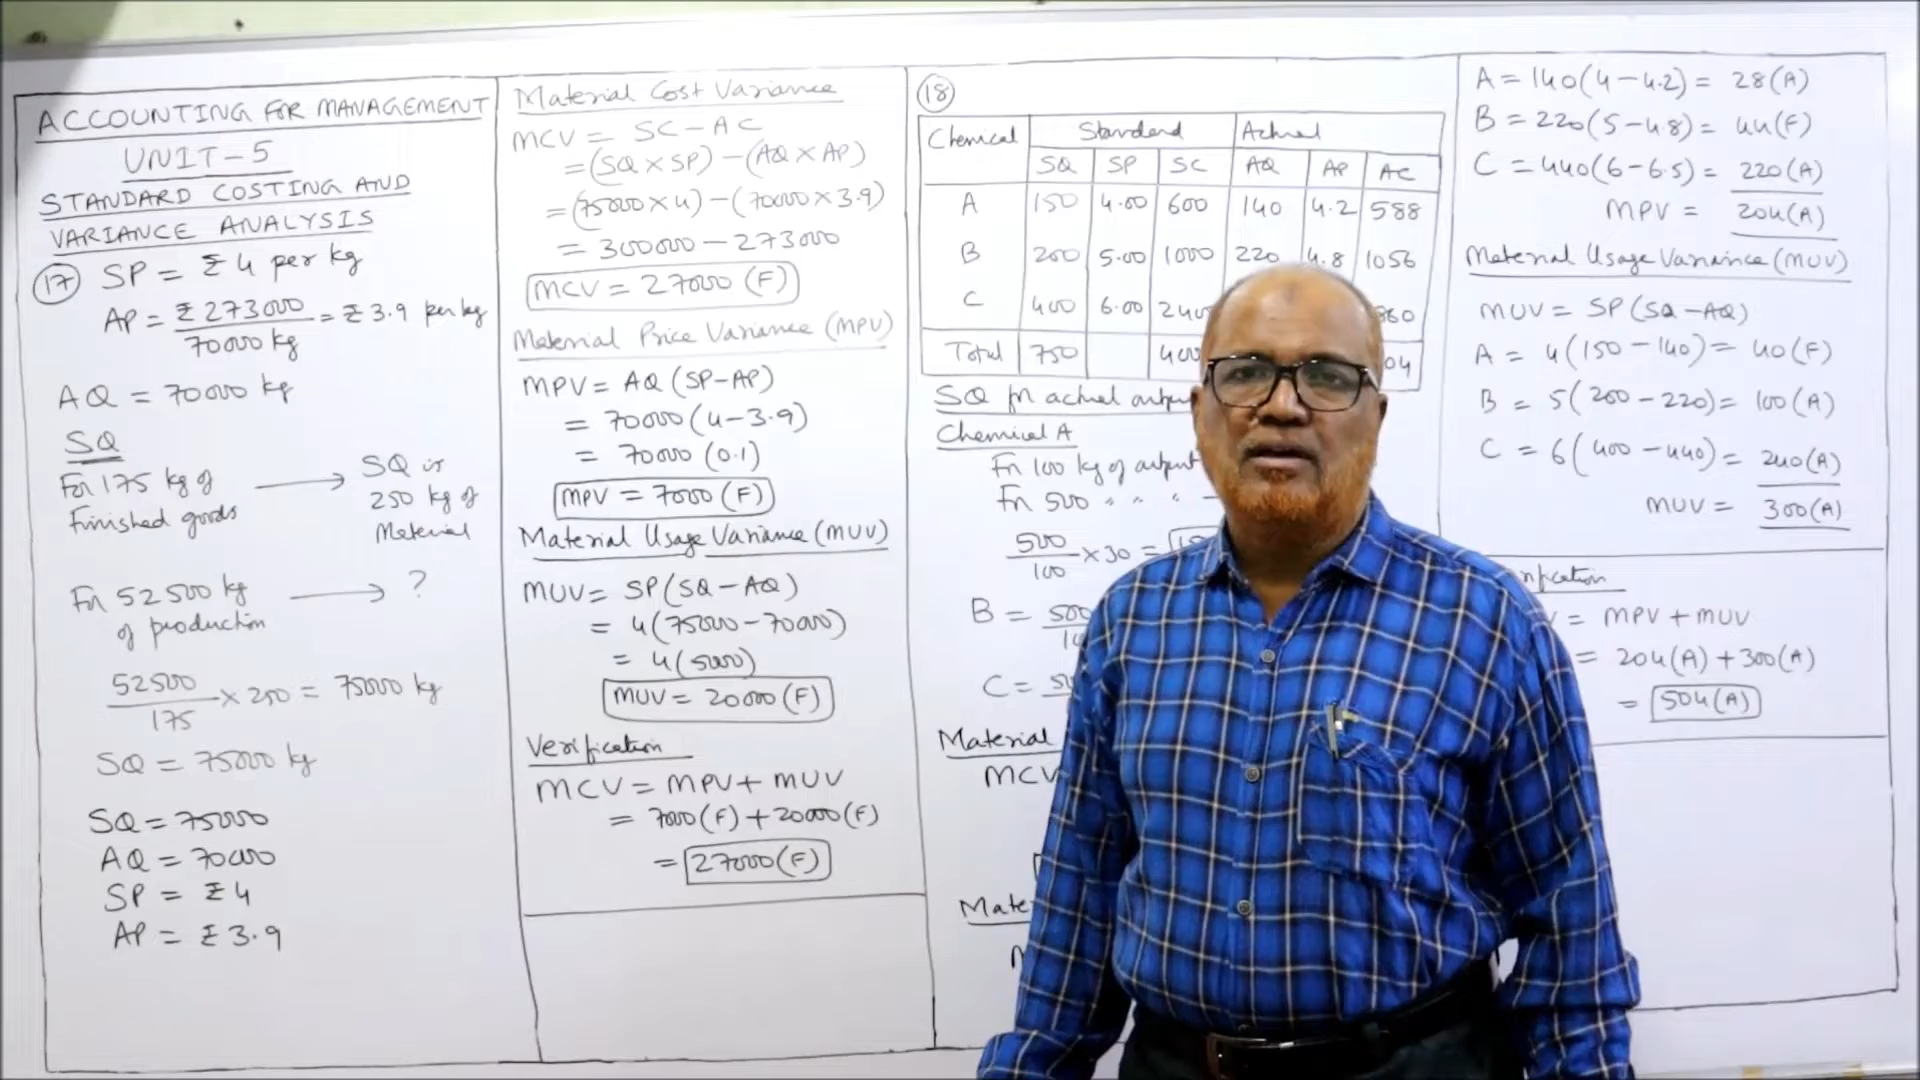 ACCOUNTING FOR MANAGEMENT
UNIT-5
STANDARD COSTING AND
VARIANCE ANALYSIS
17 SP = ₹ 4 per kg
AP = ₹ 273000 / 70000 kg = ₹ 3.9 per kg
AQ = 70000 kg
SQ
For 175 kg of → SQ is
Finished goods 250 kg of
Material
For 52500 kg → ?
of production
52500 / 175 × 250 = 75000 kg
SQ = 75000 kg
SQ = 75000
AQ = 70000
SP = ₹ 4
AP = ₹ 3.9
Material Cost Variance
MCV = SC - AC
= (SQ × SP) - (AQ × AP)
= (75000 × 4) - (70000 × 3.9)
= 300000 - 273000
MCV = 27000 (F)
Material Price Variance (MPV)
MPV = AQ (SP-AP)
= 70000 (4-3.9)
= 70000 (0.1)
MPV = 7000 (F)
Material Usage Variance (MUV)
MUV = SP (SQ-AQ)
= 4 (75000-70000)
= 4 (5000)
MUV = 20000 (F)
Verification
MCV = MPV + MUV
= 7000 (F) + 20000 (F)
= 27000 (F)
18
Chemical Standard Actual
SQ SP SC AQ AP AC
A 150 4.00 600 140 4.2 588
B 200 5.00 1000 220 4.8 1056
C 400 6.00 240 860
Total 750 400 04
SQ for actual output
Chemical A
For 100 kg of output
For 500 " " "
500 / 100 × 30 =
B = 500
C =
Material
MCV
A = 140 (4-4.2) = 28 (A)
B = 220 (5-4.8) = 44 (F)
C = 440 (6-6.5) = 220 (A)
MPV = 204 (A)
Material Usage Variance (MUV)
MUV = SP (SQ-AQ)
A = 4 (150-140) = 40 (F)
B = 5 (200-220) = 100 (A)
C = 6 (400-440) = 240 (A)
MUV = 300 (A)
rification
V = MPV + MUV
= 204 (A) + 300 (A)
= 504 (A)